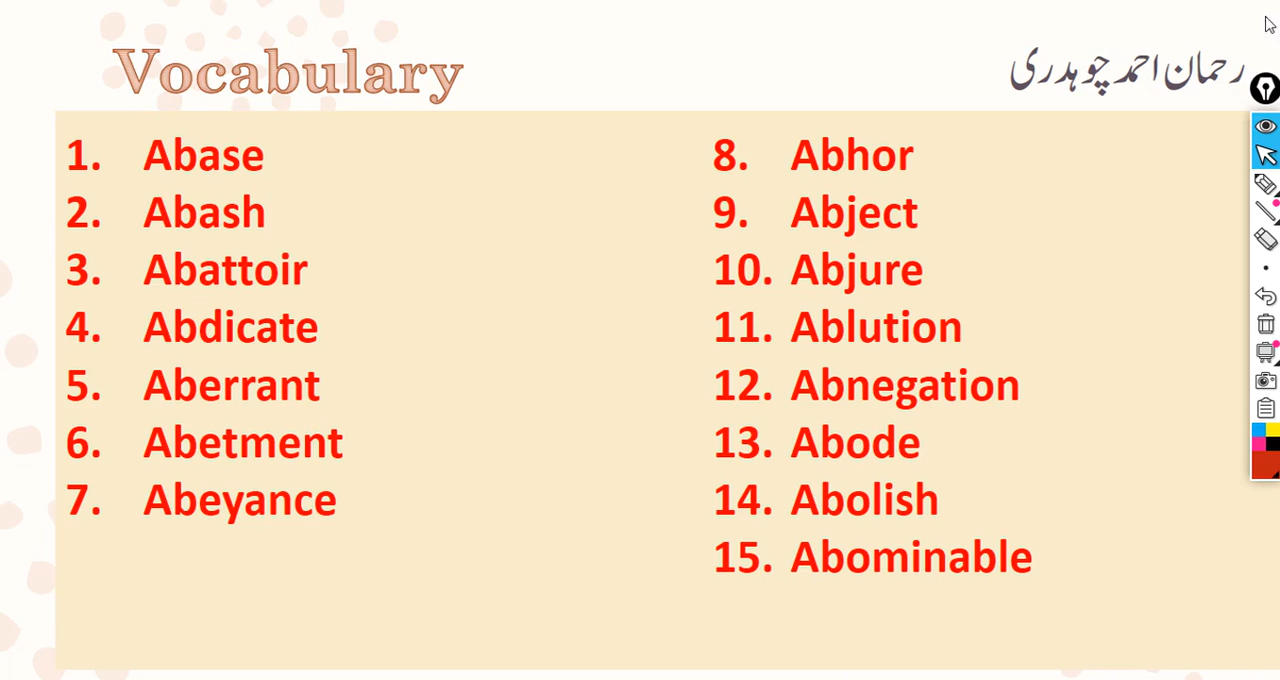 Vocabulary
رحمان احمد چوہدری
1. Abase
2. Abash
3. Abattoir
4. Abdicate
5. Aberrant
6. Abetment
7. Abeyance
8. Abhor
9. Abject
10. Abjure
11. Ablution
12. Abnegation
13. Abode
14. Abolish
15. Abominable